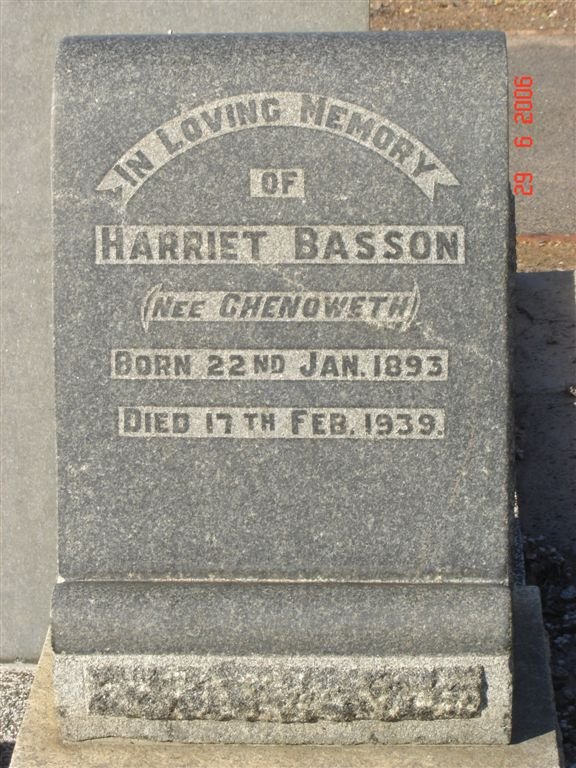 IN LOVING MEMORY
OF
HARRIET BASSON
(NEE CHENOWETH)
BORN 22ND JAN. 1893
DIED 17TH FEB. 1939.
29 6 2006